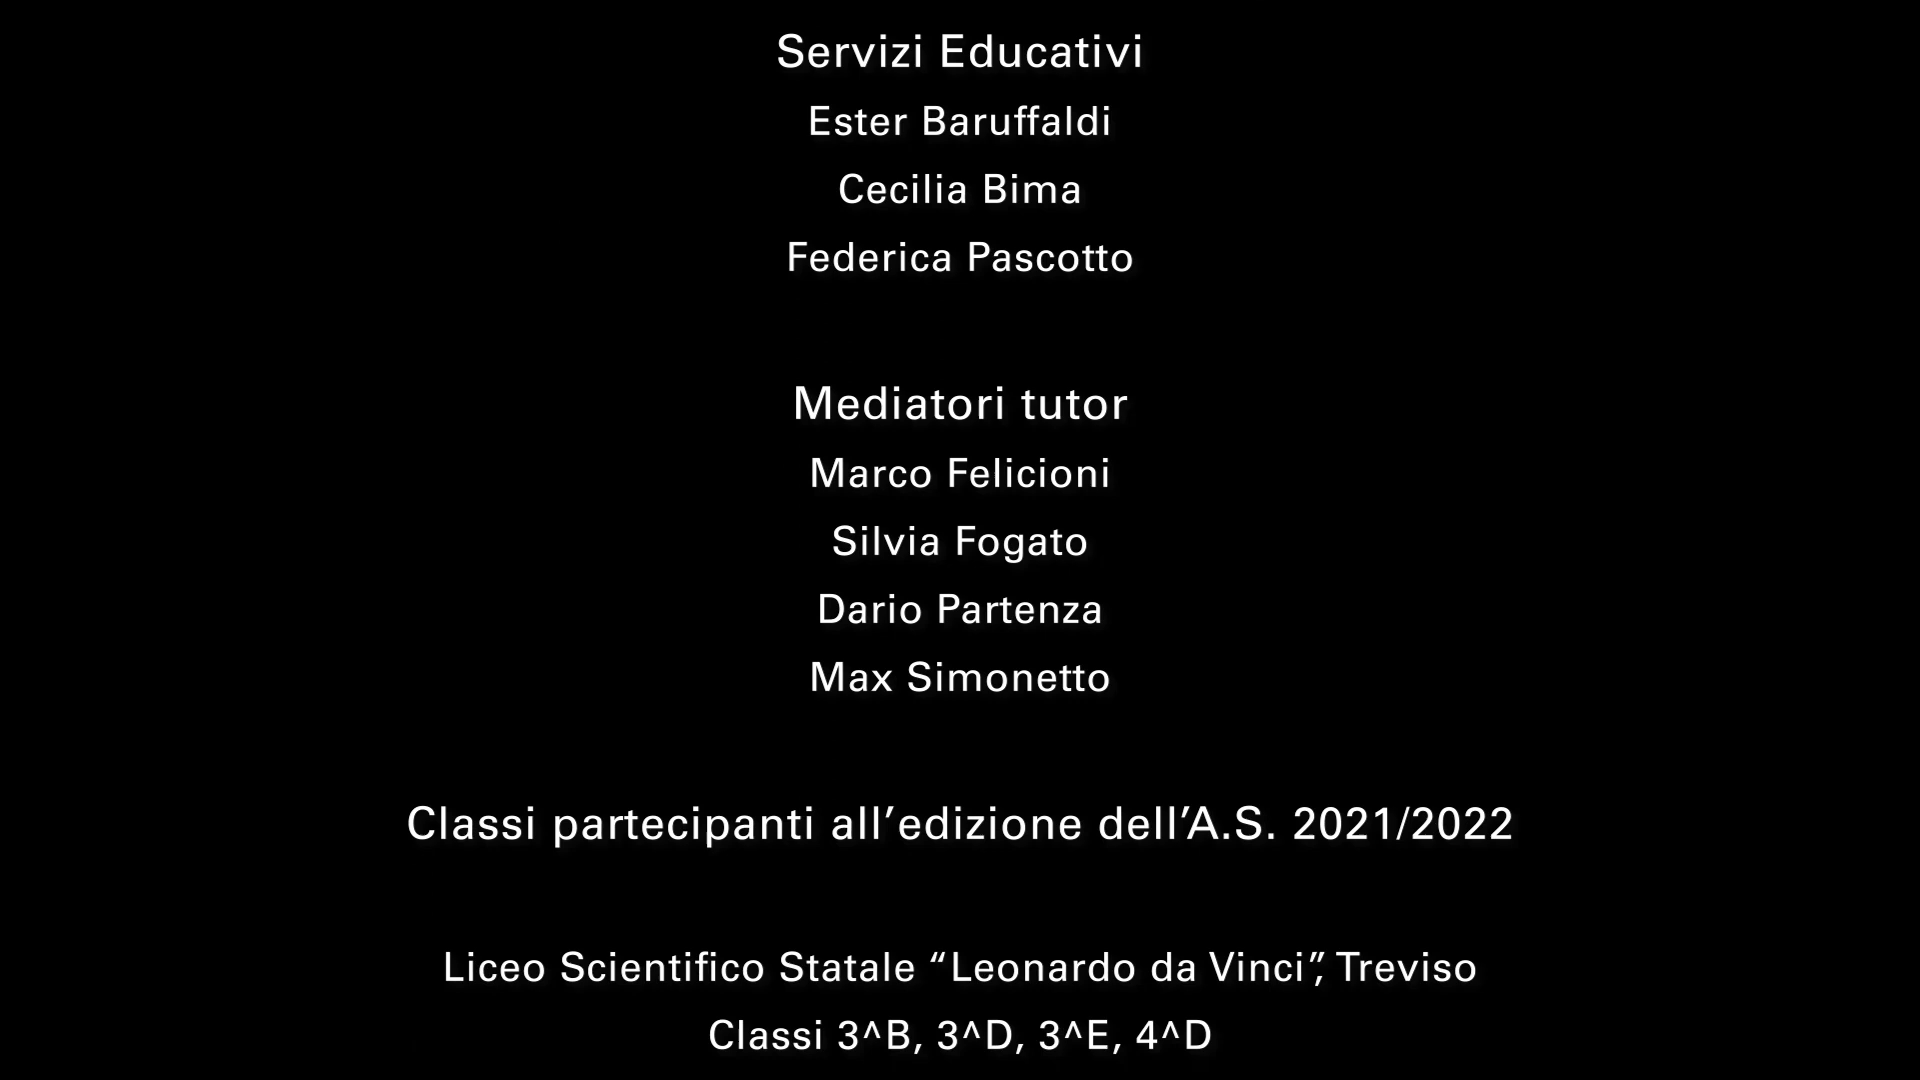 Servizi Educativi
Ester Baruffaldi
Cecilia Bima
Federica Pascotto
Mediatori tutor
Marco Felicioni
Silvia Fogato
Dario Partenza
Max Simonetto
Classi partecipanti all’edizione dell’A.S. 2021/2022
Liceo Scientifico Statale “Leonardo da Vinci”, Treviso
Classi 3^B, 3^D, 3^E, 4^D